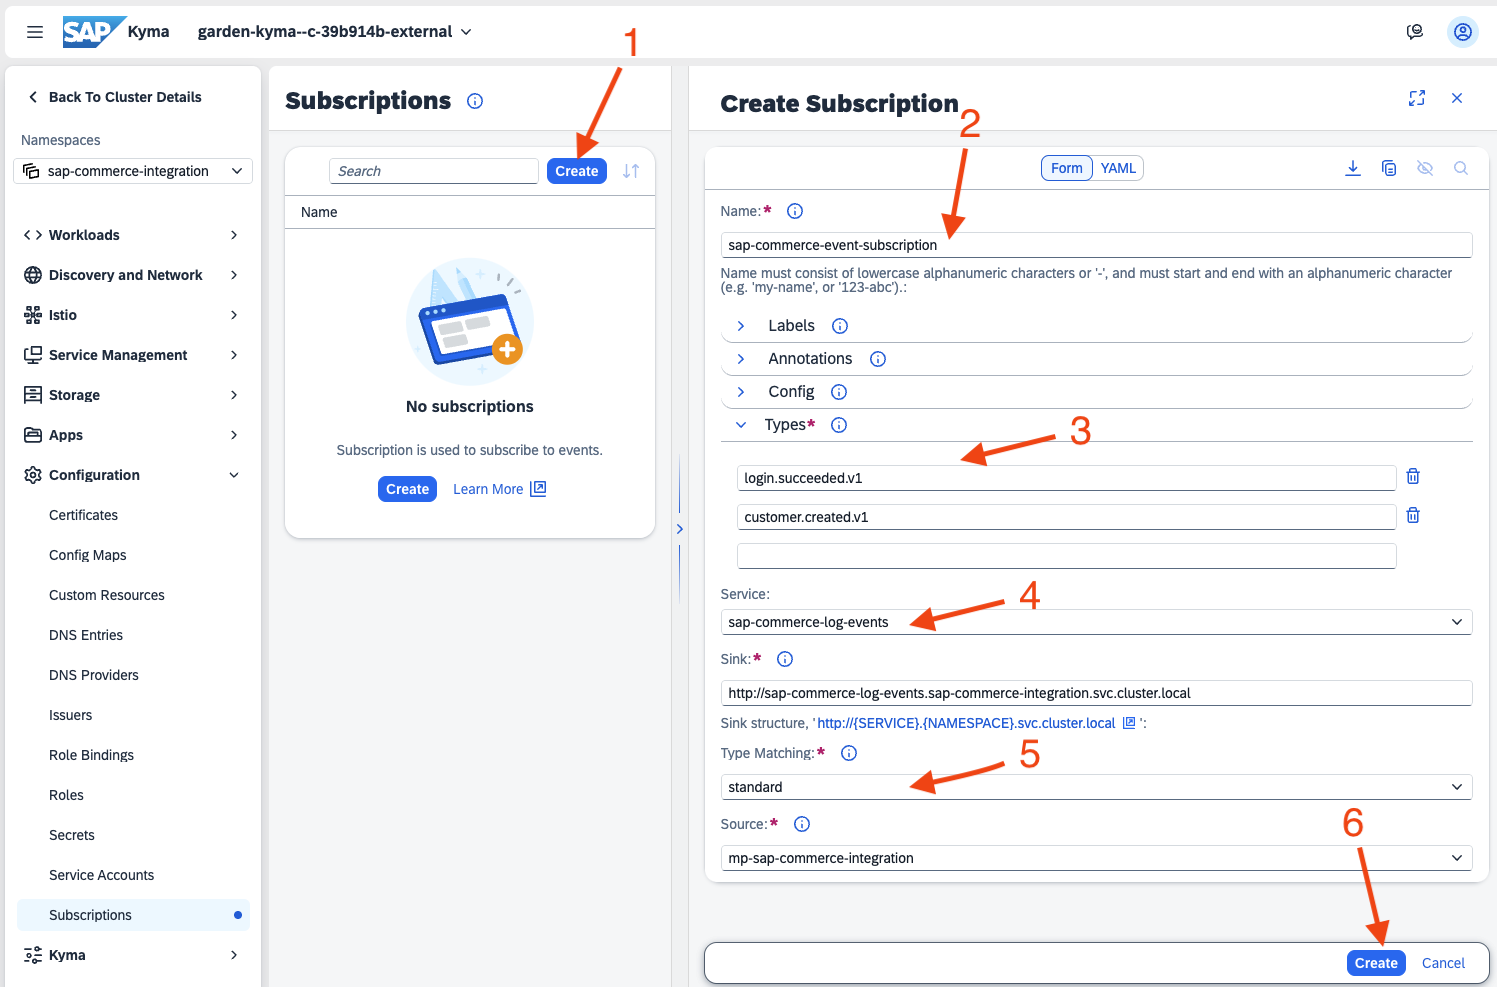 SAP Kyma garden-kyma--c-39b914b-external
Back To Cluster Details
Namespaces
sap-commerce-integration
Workloads
Discovery and Network
Istio
Service Management
Storage
Apps
Configuration
Certificates
Config Maps
Custom Resources
DNS Entries
DNS Providers
Issuers
Role Bindings
Roles
Secrets
Service Accounts
Subscriptions
Kyma
1
Subscriptions
Search Create
Name
No subscriptions
Subscription is used to subscribe to events.
Create Learn More
Create Subscription
2
Form YAML
Name:*
sap-commerce-event-subscription
Name must consist of lowercase alphanumeric characters or '-', and must start and end with an alphanumeric character
(e.g. 'my-name', or '123-abc').:
Labels
Annotations
Config
Types*
3
login.succeeded.v1
customer.created.v1
Service:
4
sap-commerce-log-events
Sink:*
http://sap-commerce-log-events.sap-commerce-integration.svc.cluster.local
Sink structure, 'http://{SERVICE}.{NAMESPACE}.svc.cluster.local ':
Type Matching:*
5
standard
Source:*
6
mp-sap-commerce-integration
Create Cancel